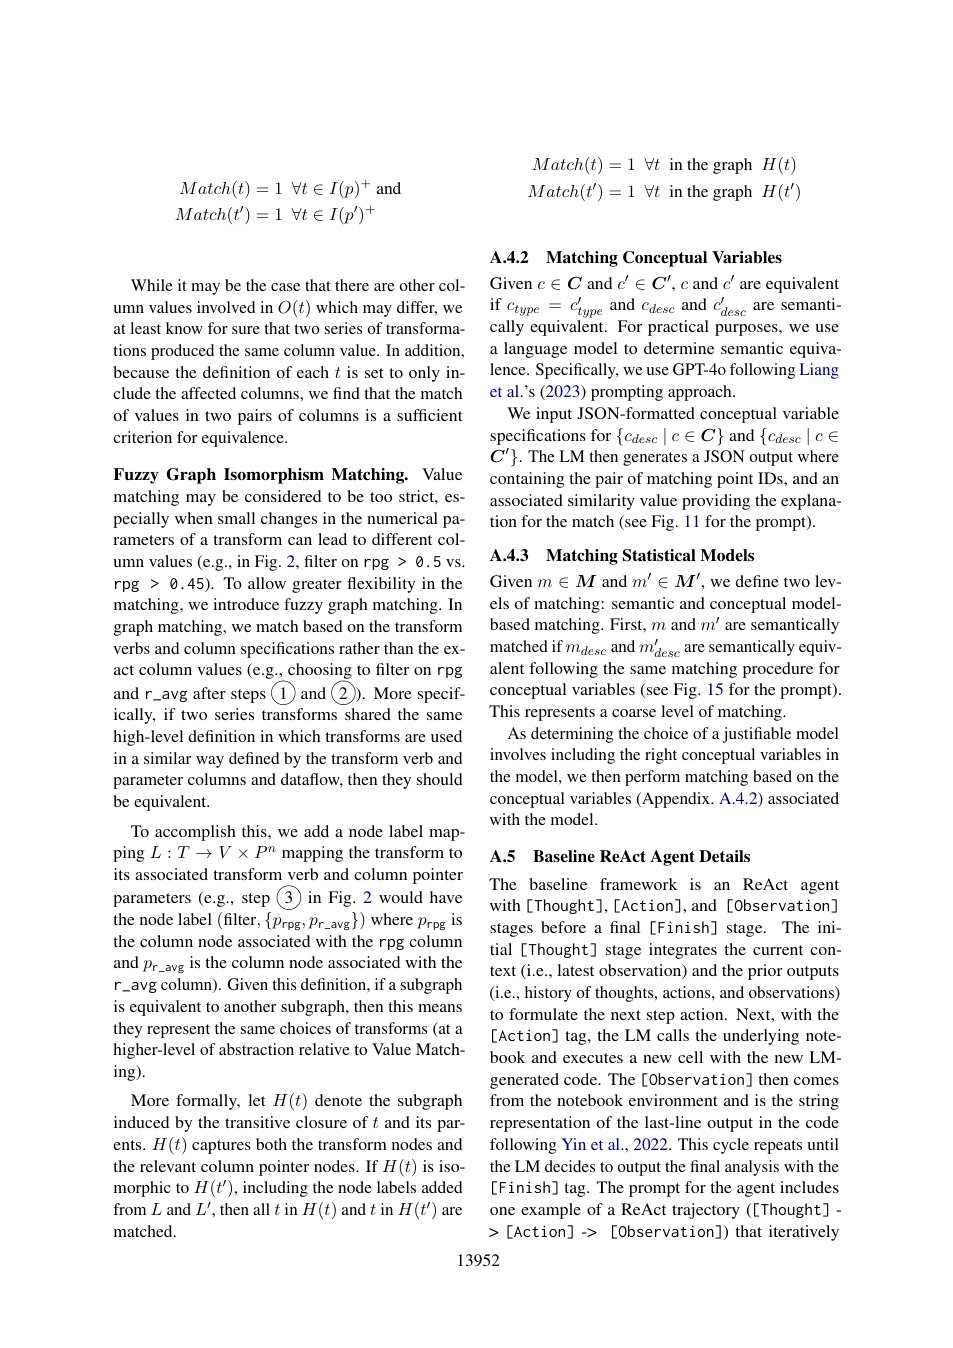 Match(t) = 1 ∀t ∈ I(p)⁺ and
Match(t′) = 1 ∀t ∈ I(p′)⁺
While it may be the case that there are other col-
umn values involved in O(t) which may differ, we
at least know for sure that two series of transforma-
tions produced the same column value. In addition,
because the definition of each t is set to only in-
clude the affected columns, we find that the match
of values in two pairs of columns is a sufficient
criterion for equivalence.
Fuzzy Graph Isomorphism Matching. Value
matching may be considered to be too strict, es-
pecially when small changes in the numerical pa-
rameters of a transform can lead to different col-
umn values (e.g., in Fig. 2, filter on rpg > 0.5 vs.
rpg > 0.45). To allow greater flexibility in the
matching, we introduce fuzzy graph matching. In
graph matching, we match based on the transform
verbs and column specifications rather than the ex-
act column values (e.g., choosing to filter on rpg
and r_avg after steps ① and ②). More specif-
ically, if two series transforms shared the same
high-level definition in which transforms are used
in a similar way defined by the transform verb and
parameter columns and dataflow, then they should
be equivalent.
To accomplish this, we add a node label map-
ping L : T → V × Pⁿ mapping the transform to
its associated transform verb and column pointer
parameters (e.g., step ③ in Fig. 2 would have
the node label (filter, {p_rpg, p_r_avg}) where p_rpg is
the column node associated with the rpg column
and p_r_avg is the column node associated with the
r_avg column). Given this definition, if a subgraph
is equivalent to another subgraph, then this means
they represent the same choices of transforms (at a
higher-level of abstraction relative to Value Match-
ing).
More formally, let H(t) denote the subgraph
induced by the transitive closure of t and its par-
ents. H(t) captures both the transform nodes and
the relevant column pointer nodes. If H(t) is iso-
morphic to H(t′), including the node labels added
from L and L′, then all t in H(t) and t in H(t′) are
matched.
Match(t) = 1 ∀t in the graph H(t)
Match(t′) = 1 ∀t in the graph H(t′)
A.4.2 Matching Conceptual Variables
Given c ∈ C and c′ ∈ C′, c and c′ are equivalent
if c_type = c′_type and c_desc and c′_desc are semanti-
cally equivalent. For practical purposes, we use
a language model to determine semantic equiva-
lence. Specifically, we use GPT-4o following Liang
et al.'s (2023) prompting approach.
We input JSON-formatted conceptual variable
specifications for {c_desc | c ∈ C} and {c_desc | c ∈
C′}. The LM then generates a JSON output where
containing the pair of matching point IDs, and an
associated similarity value providing the explana-
tion for the match (see Fig. 11 for the prompt).
A.4.3 Matching Statistical Models
Given m ∈ M and m′ ∈ M′, we define two lev-
els of matching: semantic and conceptual model-
based matching. First, m and m′ are semantically
matched if m_desc and m′_desc are semantically equiv-
alent following the same matching procedure for
conceptual variables (see Fig. 15 for the prompt).
This represents a coarse level of matching.
As determining the choice of a justifiable model
involves including the right conceptual variables in
the model, we then perform matching based on the
conceptual variables (Appendix. A.4.2) associated
with the model.
A.5 Baseline ReAct Agent Details
The baseline framework is an ReAct agent
with [Thought], [Action], and [Observation]
stages before a final [Finish] stage. The ini-
tial [Thought] stage integrates the current con-
text (i.e., latest observation) and the prior outputs
(i.e., history of thoughts, actions, and observations)
to formulate the next step action. Next, with the
[Action] tag, the LM calls the underlying note-
book and executes a new cell with the new LM-
generated code. The [Observation] then comes
from the notebook environment and is the string
representation of the last-line output in the code
following Yin et al., 2022. This cycle repeats until
the LM decides to output the final analysis with the
[Finish] tag. The prompt for the agent includes
one example of a ReAct trajectory ([Thought] -
> [Action] -> [Observation]) that iteratively
13952